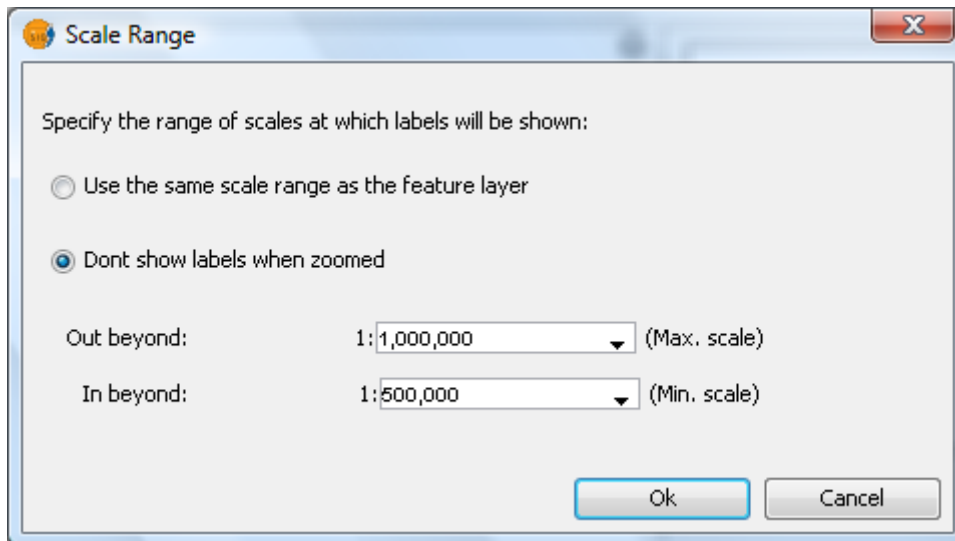 Scale Range
Specify the range of scales at which labels will be shown:
Use the same scale range as the feature layer
Dont show labels when zoomed
Out beyond: 1: 1,000,000 (Max. scale)
In beyond: 1: 500,000 (Min. scale)
Ok Cancel